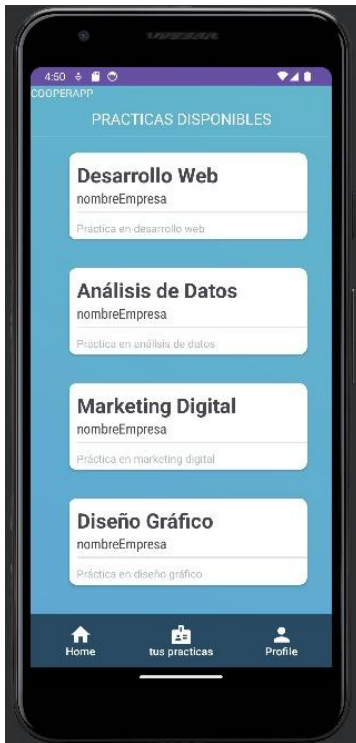 4:50
COOPERAPP
PRACTICAS DISPONIBLES
Desarrollo Web
nombreEmpresa
Práctica en desarrollo web
Análisis de Datos
nombreEmpresa
Práctica en análisis de datos
Marketing Digital
nombreEmpresa
Práctica en marketing digital
Diseño Gráfico
nombreEmpresa
Práctica en diseño gráfico
Home tus practicas Profile